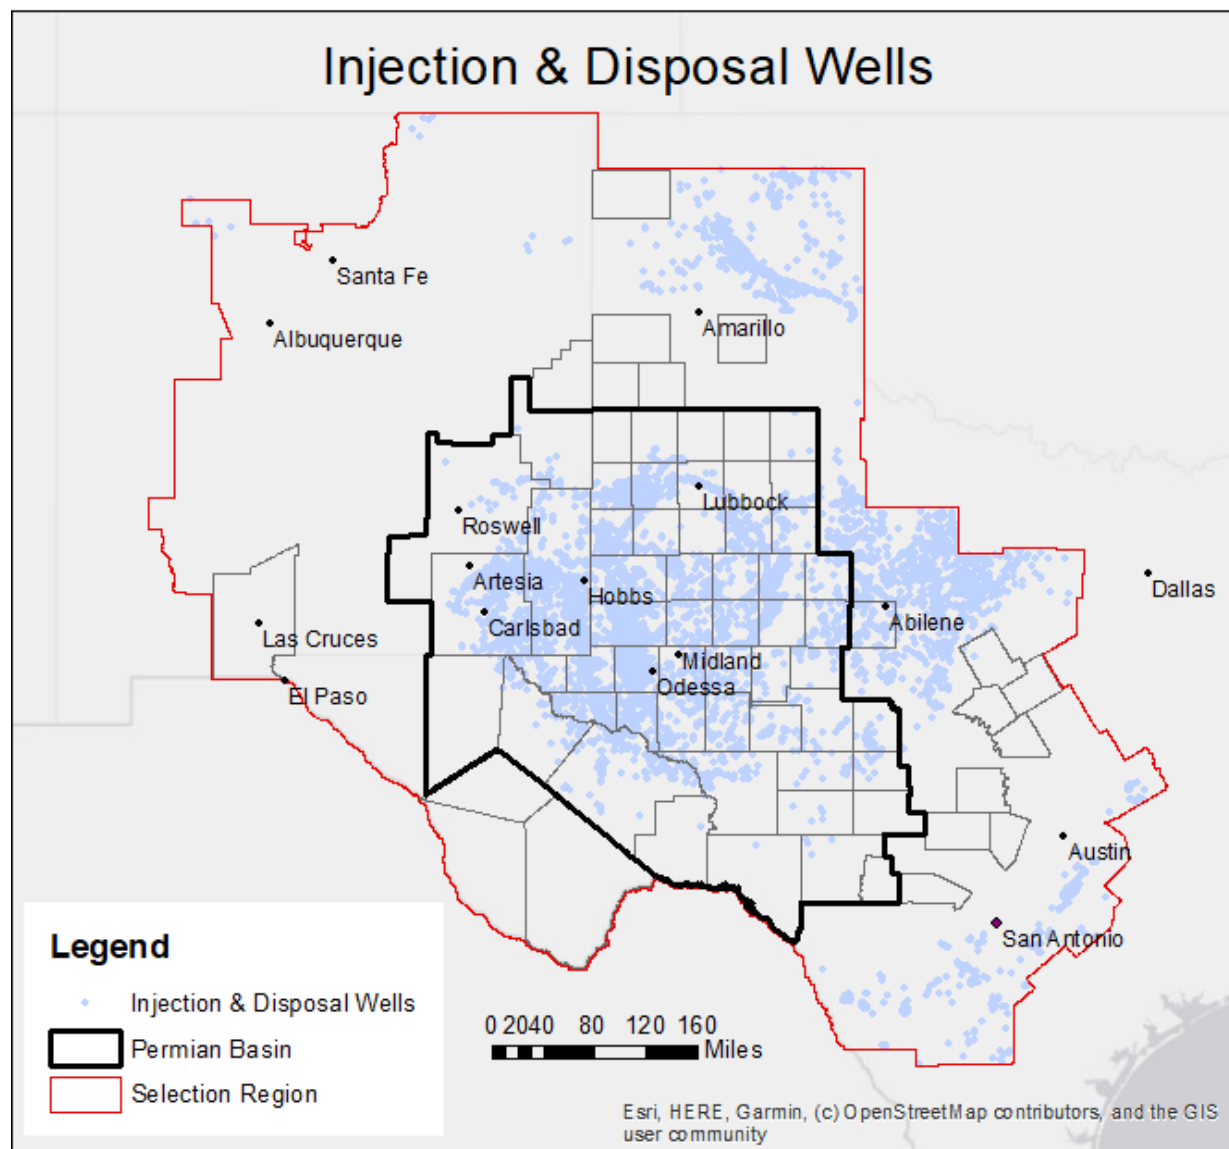 Injection & Disposal Wells
Santa Fe
Albuquerque
Amarillo
Lubbock
Roswell
Artesia
Hobbs
Carlsbad
Dallas
Abilene
Las Cruces
Midland
Odessa
El Paso
Austin
San Antonio
Legend
Injection & Disposal Wells
Permian Basin
Selection Region
0 20 40 80 120 160
Miles
Esri, HERE, Garmin, (c) OpenStreetMap contributors, and the GIS
user community